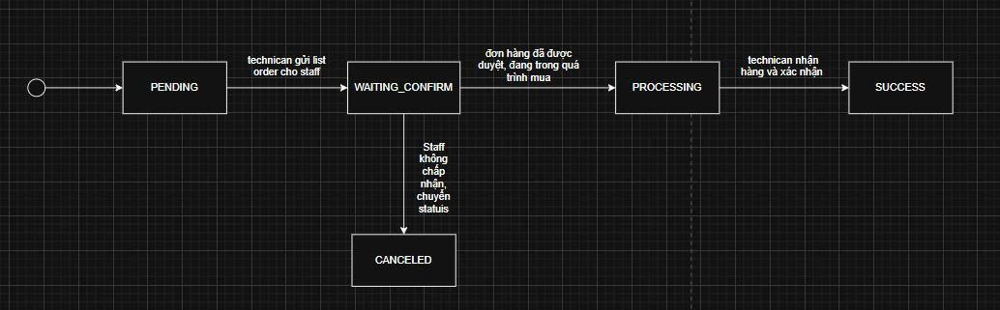 technican gửi list
order cho staff
đơn hàng đã được
duyệt, đang trong quá
trình mua
technican nhận
hàng và xác nhận
PENDING
WAITING_CONFIRM
PROCESSING
SUCCESS
Staff
không
chấp
nhận,
chuyển
statuis
CANCELED